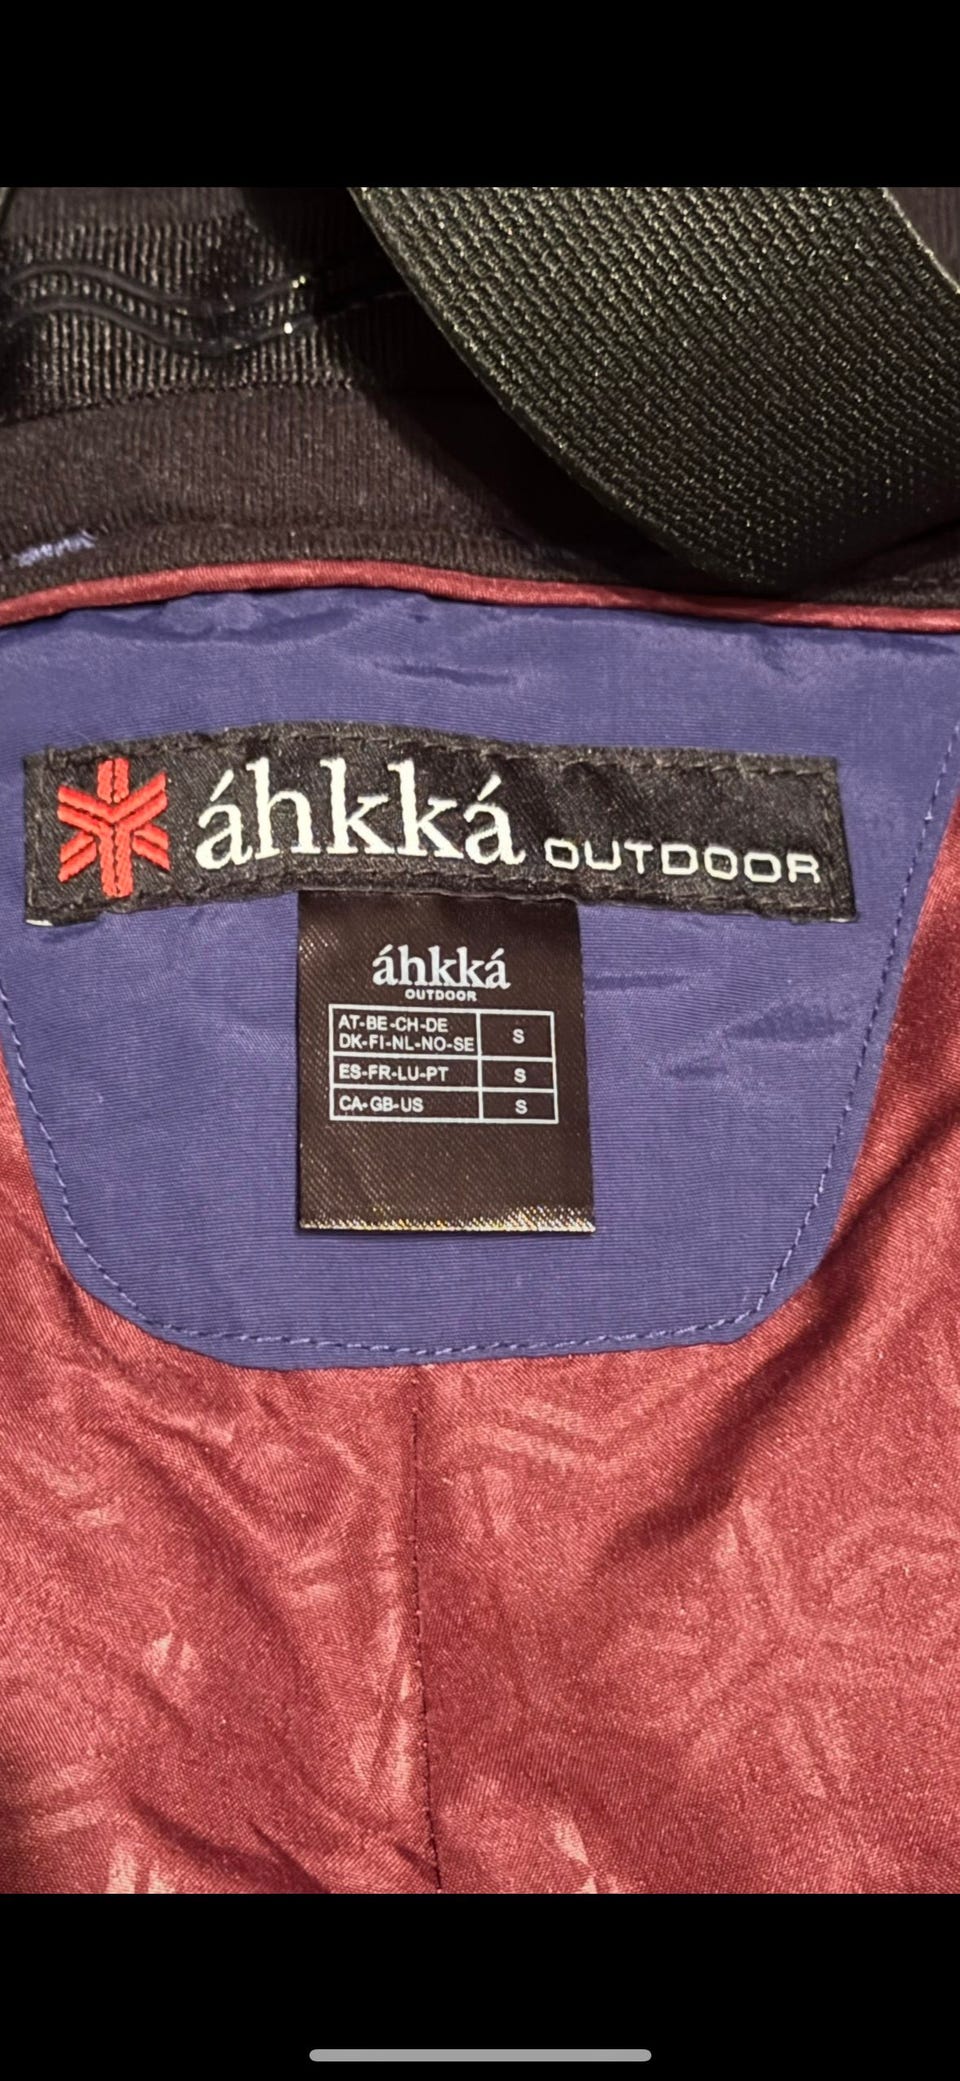 áhkká OUTDOOR
áhkká
OUTDOOR
AT-BE-CH-DE
DK-FI-NL-NO-SE S
ES-FR-LU-PT S
CA-GB-US S